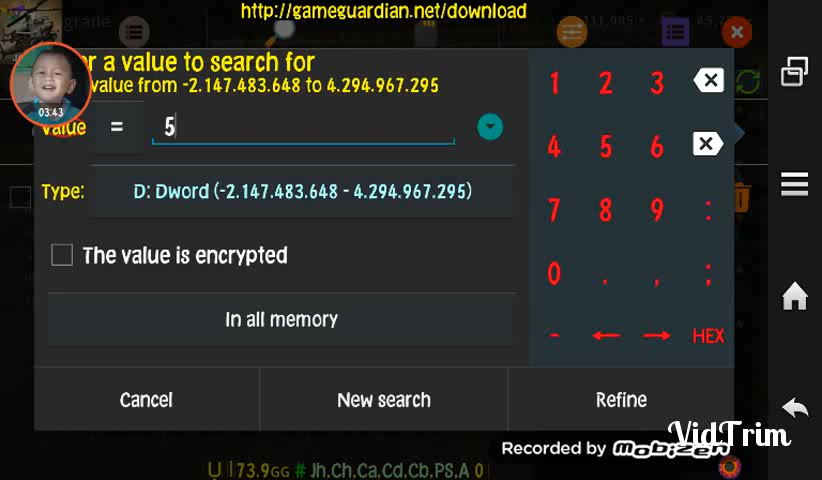 http://gameguardian.net/download
grade
r a value to search for
value from -2.147.483.648 to 4.294.967.295
03:43
Value = 5
Type: D: Dword (-2.147.483.648 - 4.294.967.295)
The value is encrypted
In all memory
Cancel New search Refine
1 2 3
4 5 6
7 8 9 :
0 . , ;
- ← → HEX
VidTrim
Recorded by mobizen
73.9GG # Jh,Ch,Ca,Cd,Cb,PS,A 0